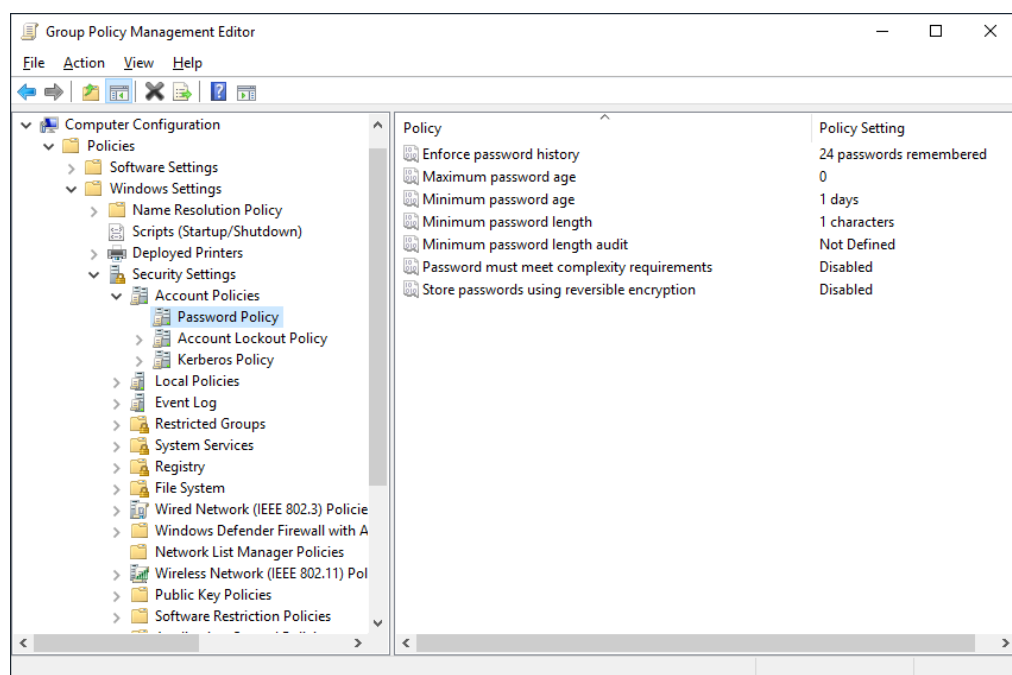 Group Policy Management Editor
File Action View Help
Computer Configuration
Policies
Software Settings
Windows Settings
Name Resolution Policy
Scripts (Startup/Shutdown)
Deployed Printers
Security Settings
Account Policies
Password Policy
Account Lockout Policy
Kerberos Policy
Local Policies
Event Log
Restricted Groups
System Services
Registry
File System
Wired Network (IEEE 802.3) Policie
Windows Defender Firewall with A
Network List Manager Policies
Wireless Network (IEEE 802.11) Pol
Public Key Policies
Software Restriction Policies
Policy Policy Setting
Enforce password history 24 passwords remembered
Maximum password age 0
Minimum password age 1 days
Minimum password length 1 characters
Minimum password length audit Not Defined
Password must meet complexity requirements Disabled
Store passwords using reversible encryption Disabled